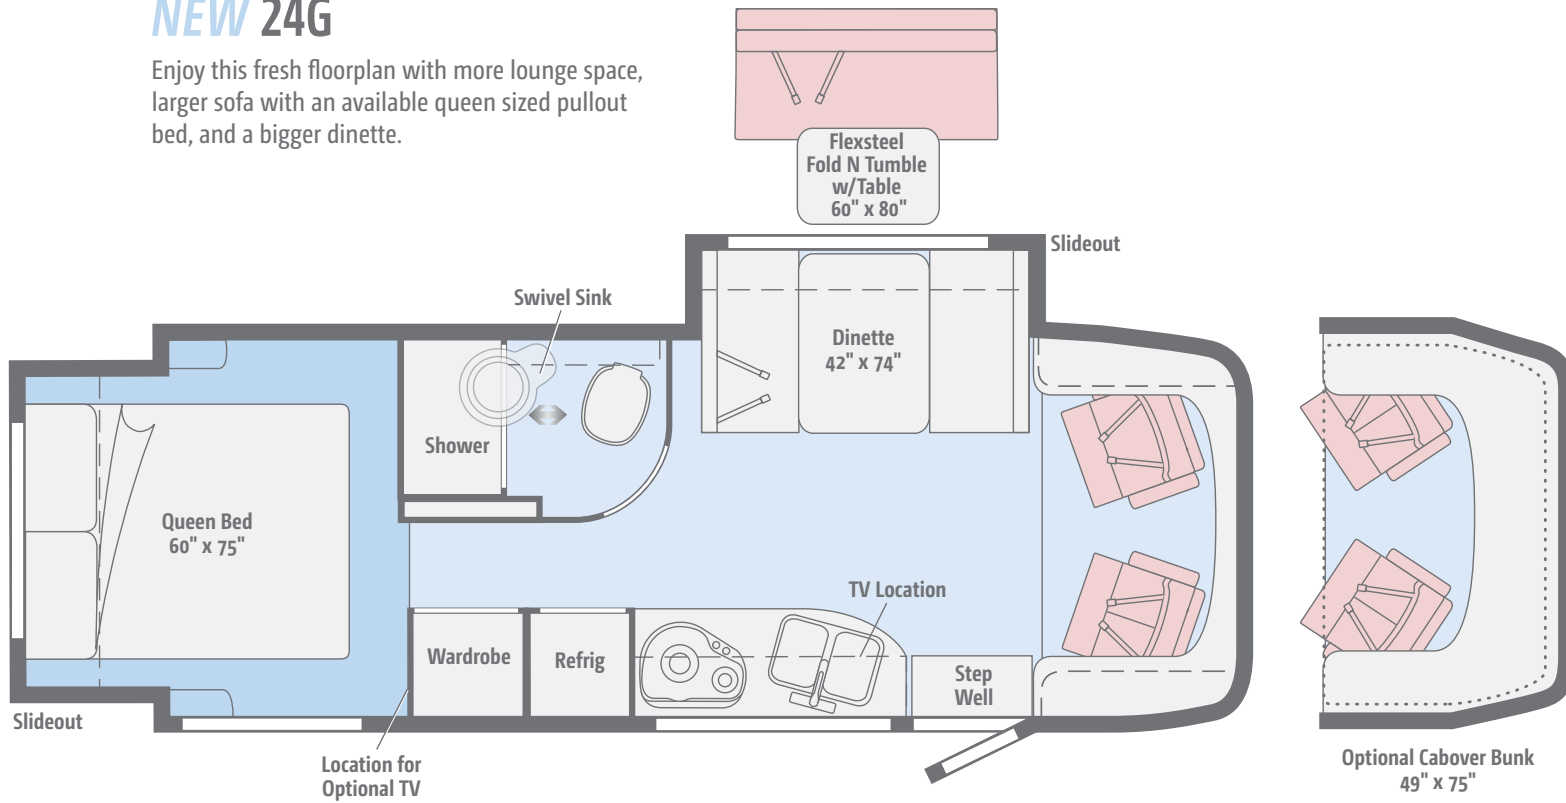 NEW 24G
Enjoy this fresh floorplan with more lounge space,
larger sofa with an available queen sized pullout
bed, and a bigger dinette.
Flexsteel
Fold N Tumble
w/Table
60" x 80"
Slideout
Swivel Sink
Dinette
42" x 74"
Shower
Queen Bed
60" x 75"
TV Location
Wardrobe
Refrig
Step
Well
Slideout
Location for
Optional TV
Optional Cabover Bunk
49" x 75"